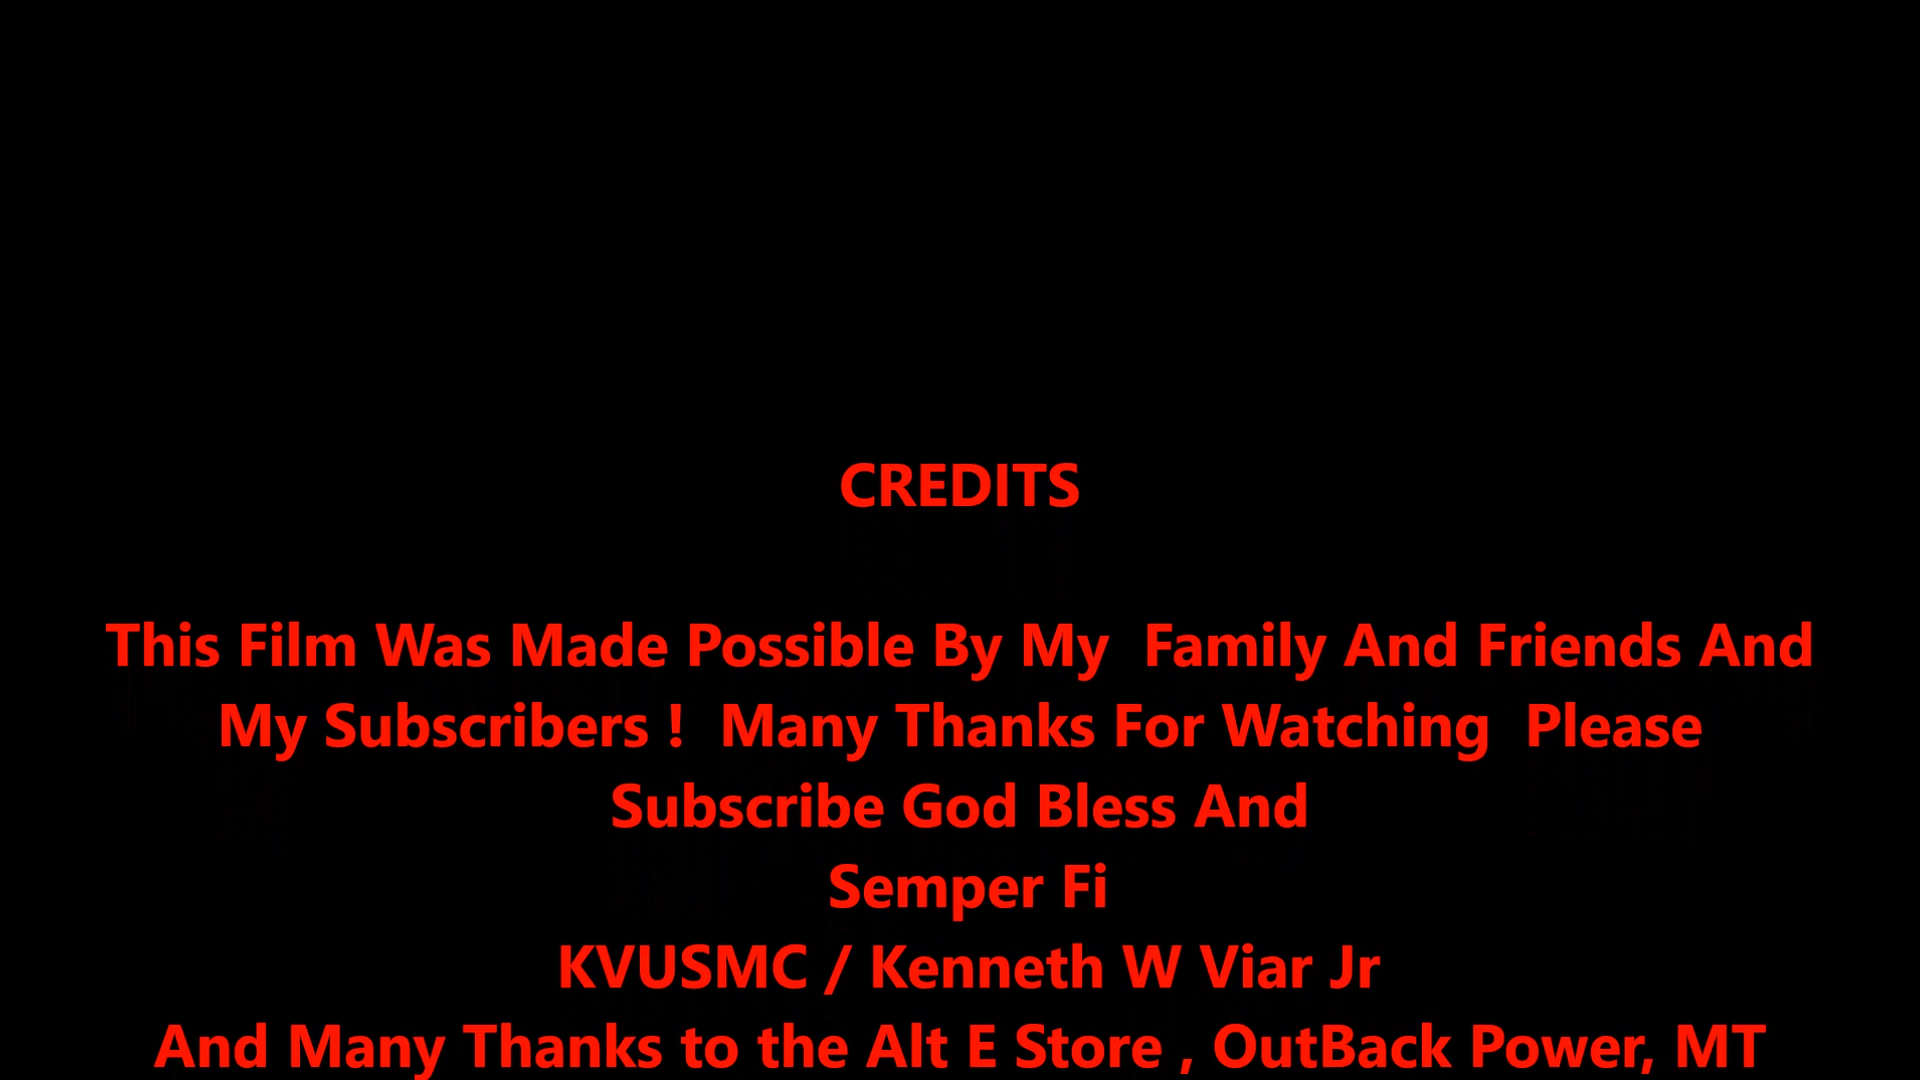 CREDITS
This Film Was Made Possible By My  Family And Friends And
My Subscribers !  Many Thanks For Watching  Please
Subscribe God Bless And
Semper Fi
KVUSMC / Kenneth W Viar Jr
And Many Thanks to the Alt E Store , OutBack Power, MT